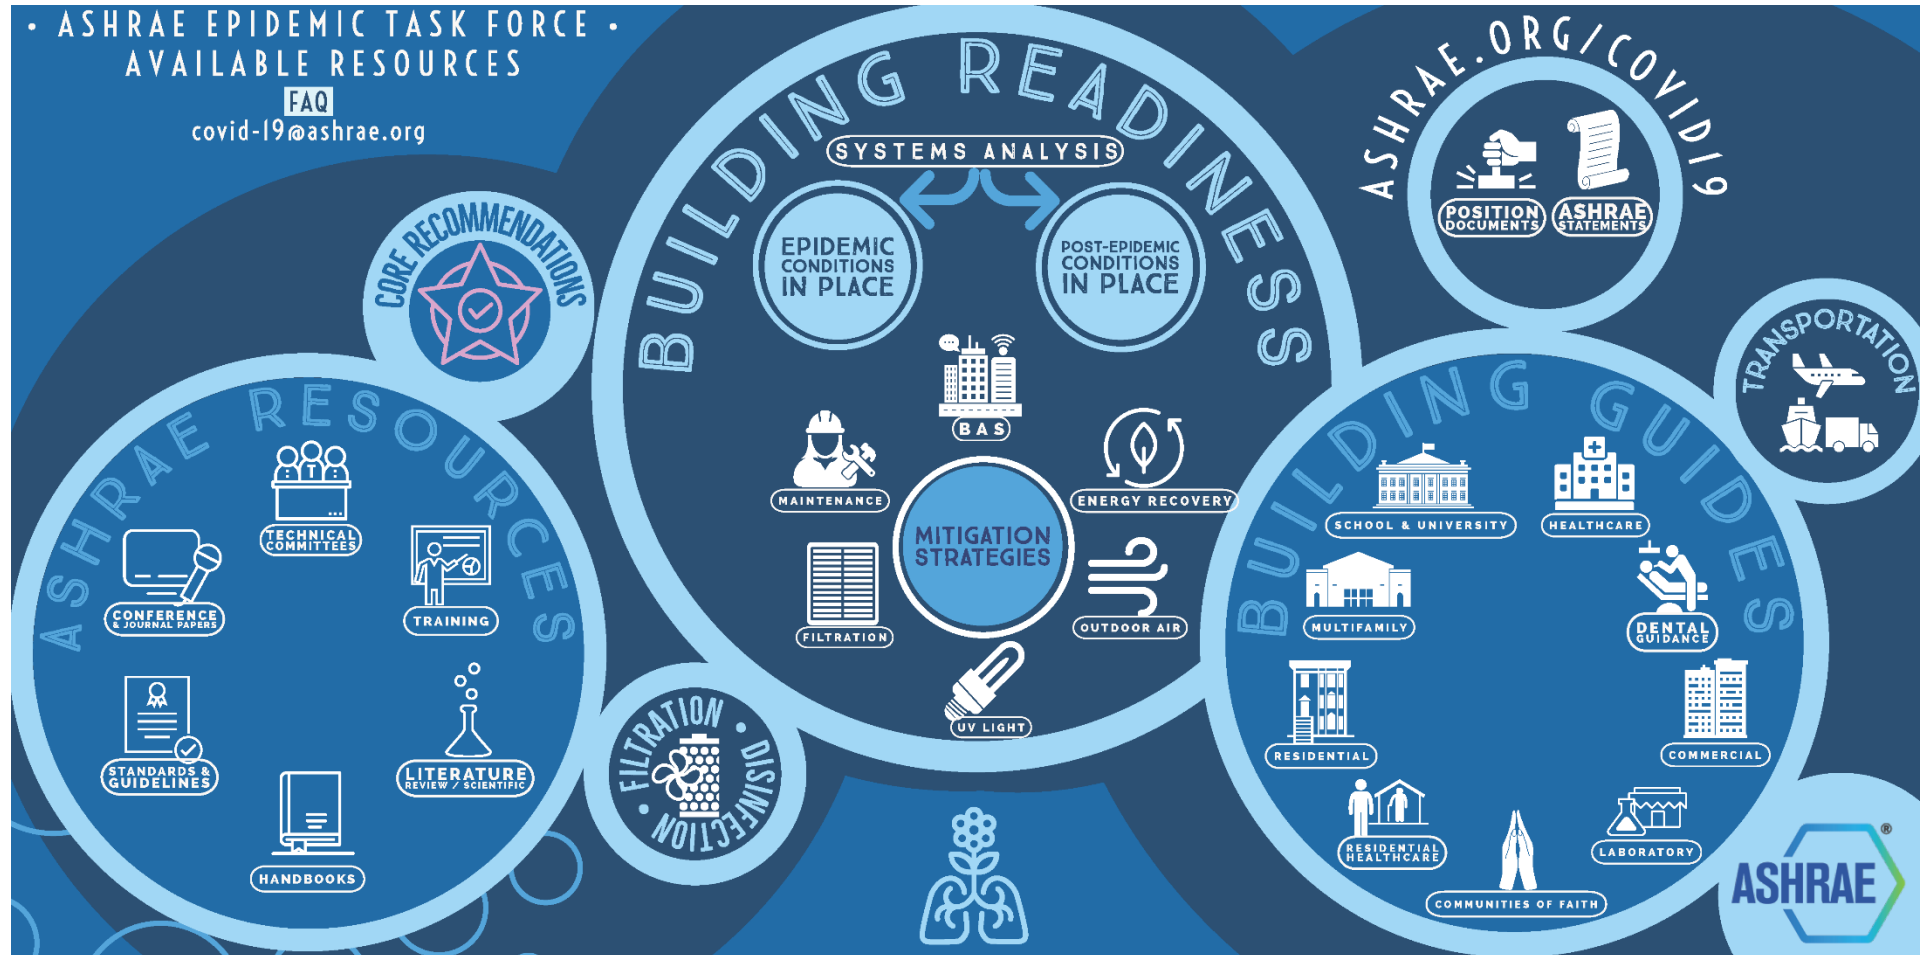 • ASHRAE EPIDEMIC TASK FORCE •
AVAILABLE RESOURCES
FAQ
covid-19@ashrae.org
CORE RECOMMENDATIONS
ASHRAE RESOURCES
TECHNICAL
COMMITTEES
T
CONFERENCE
& JOURNAL PAPERS
TRAINING
STANDARDS &
GUIDELINES
LITERATURE
REVIEW / SCIENTIFIC
HANDBOOKS
• FILTRATION • DISINFECTION
BUILDING READINESS
SYSTEMS ANALYSIS
EPIDEMIC
CONDITIONS
IN PLACE
POST-EPIDEMIC
CONDITIONS
IN PLACE
BAS
MAINTENANCE
ENERGY RECOVERY
MITIGATION
STRATEGIES
FILTRATION
OUTDOOR AIR
UV LIGHT
ASHRAE.ORG/COVID19
POSITION
DOCUMENTS
ASHRAE
STATEMENTS
TRANSPORTATION
BUILDING GUIDES
SCHOOL & UNIVERSITY
HEALTHCARE
MULTIFAMILY
DENTAL
GUIDANCE
RESIDENTIAL
COMMERCIAL
RESIDENTIAL
HEALTHCARE
LABORATORY
COMMUNITIES OF FAITH
ASHRAE®